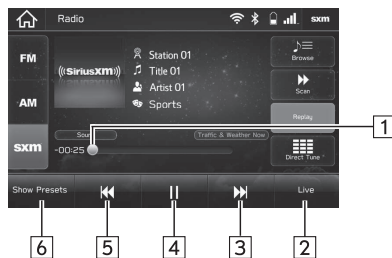 Radio
sxm
FM
AM
sxm
((SiriusXM))
Station 01
Title 01
Artist 01
Sports
Browse
Scan
Replay
Direct Tune
Traffic & Weather Now
-00:25
Show Presets
Live
1
6
5
4
3
2